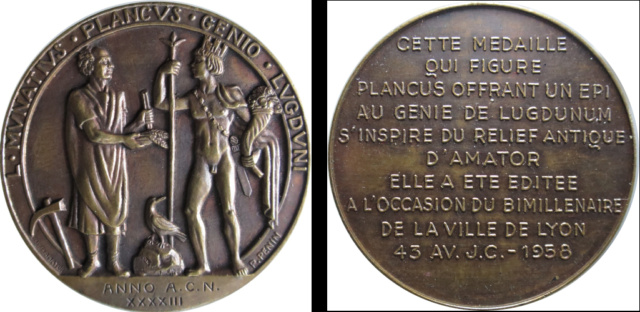 L · MVNATIVS · PLANCVS · GENIO · LVGDVNI
R. PENIN
ANNO A.C.N.
XXXXIII
CETTE MEDAILLE
QUI FIGURE
PLANCUS OFFRANT UN EPI
AU GENIE DE LUGDUNUM
S'INSPIRE DU RELIEF ANTIQUE
D'AMATOR
ELLE A ETE EDITEE
A L'OCCASION DU BIMILLENAIRE
DE LA VILLE DE LYON
43 AV. J.C. - 1958